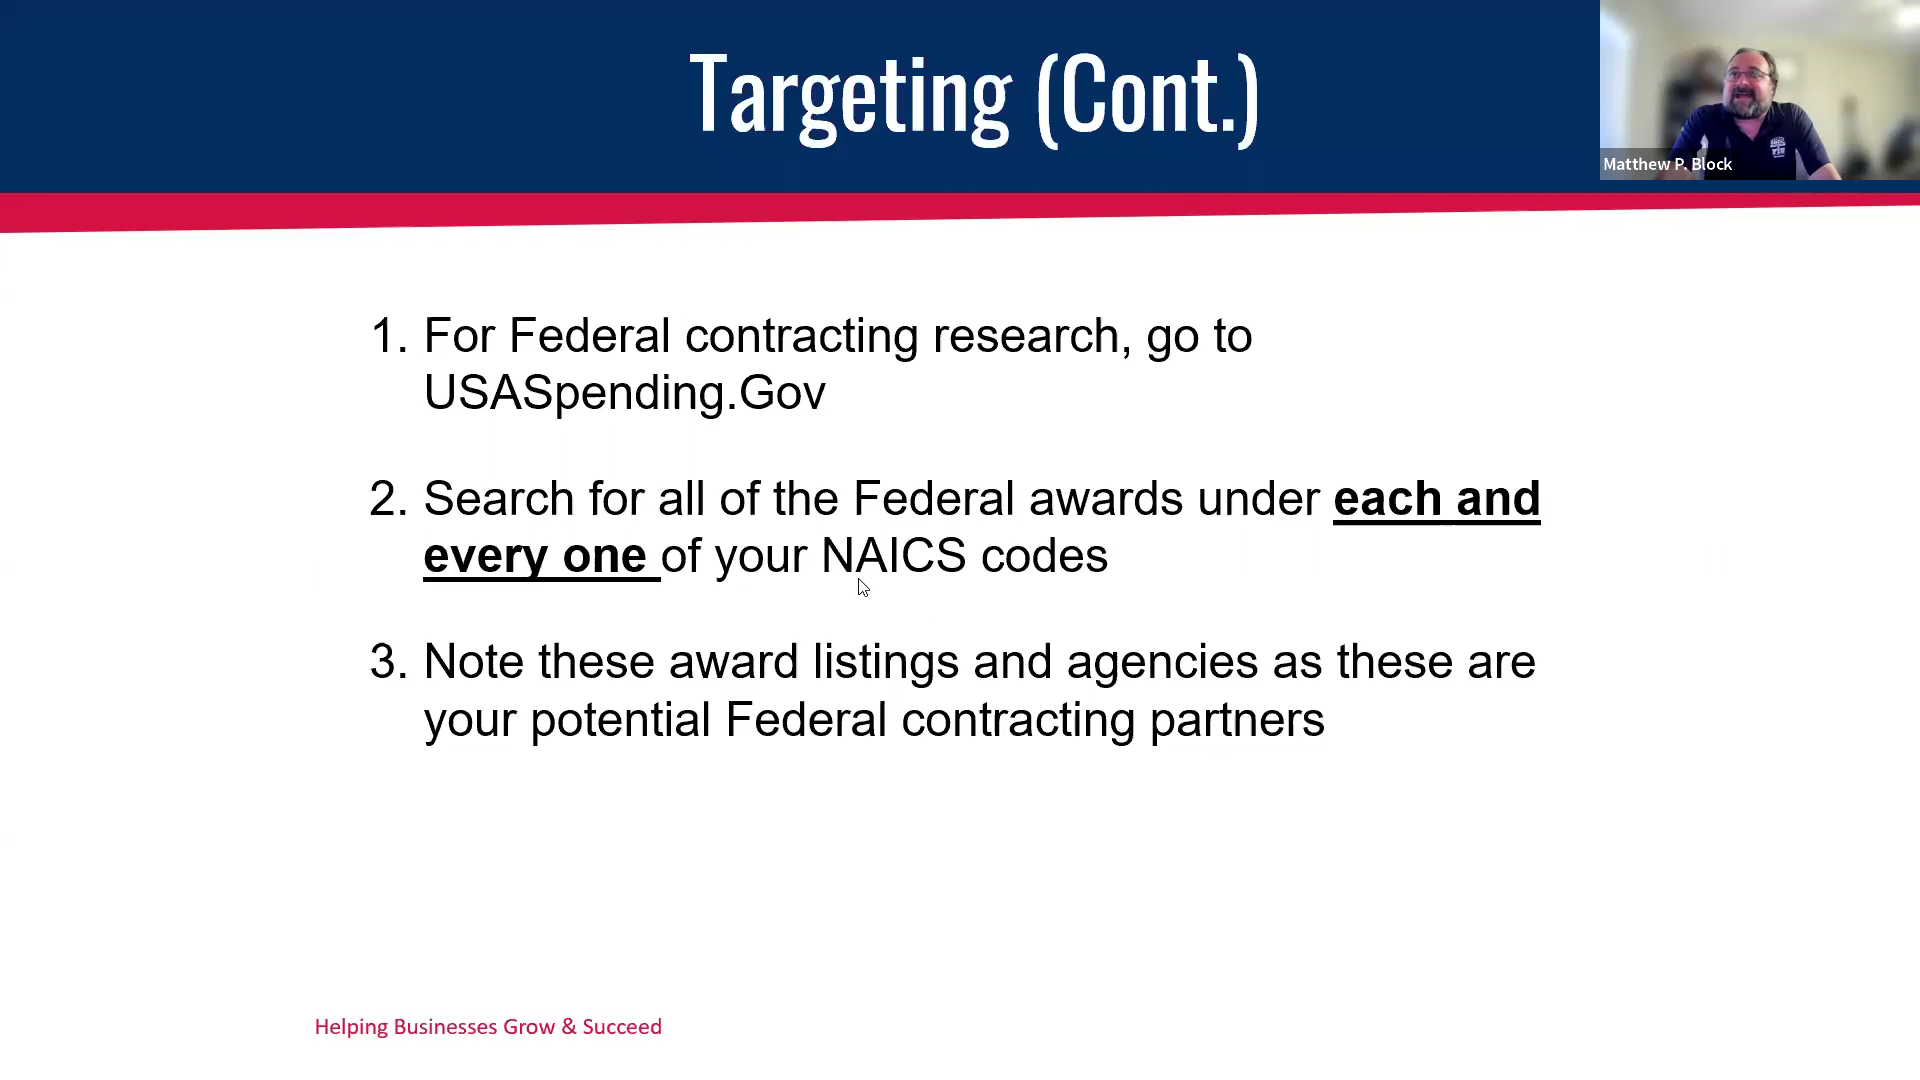 Targeting (Cont.)
Matthew P. Block
1. For Federal contracting research, go to
USASpending.Gov
2. Search for all of the Federal awards under each and
every one of your NAICS codes
3. Note these award listings and agencies as these are
your potential Federal contracting partners
Helping Businesses Grow & Succeed